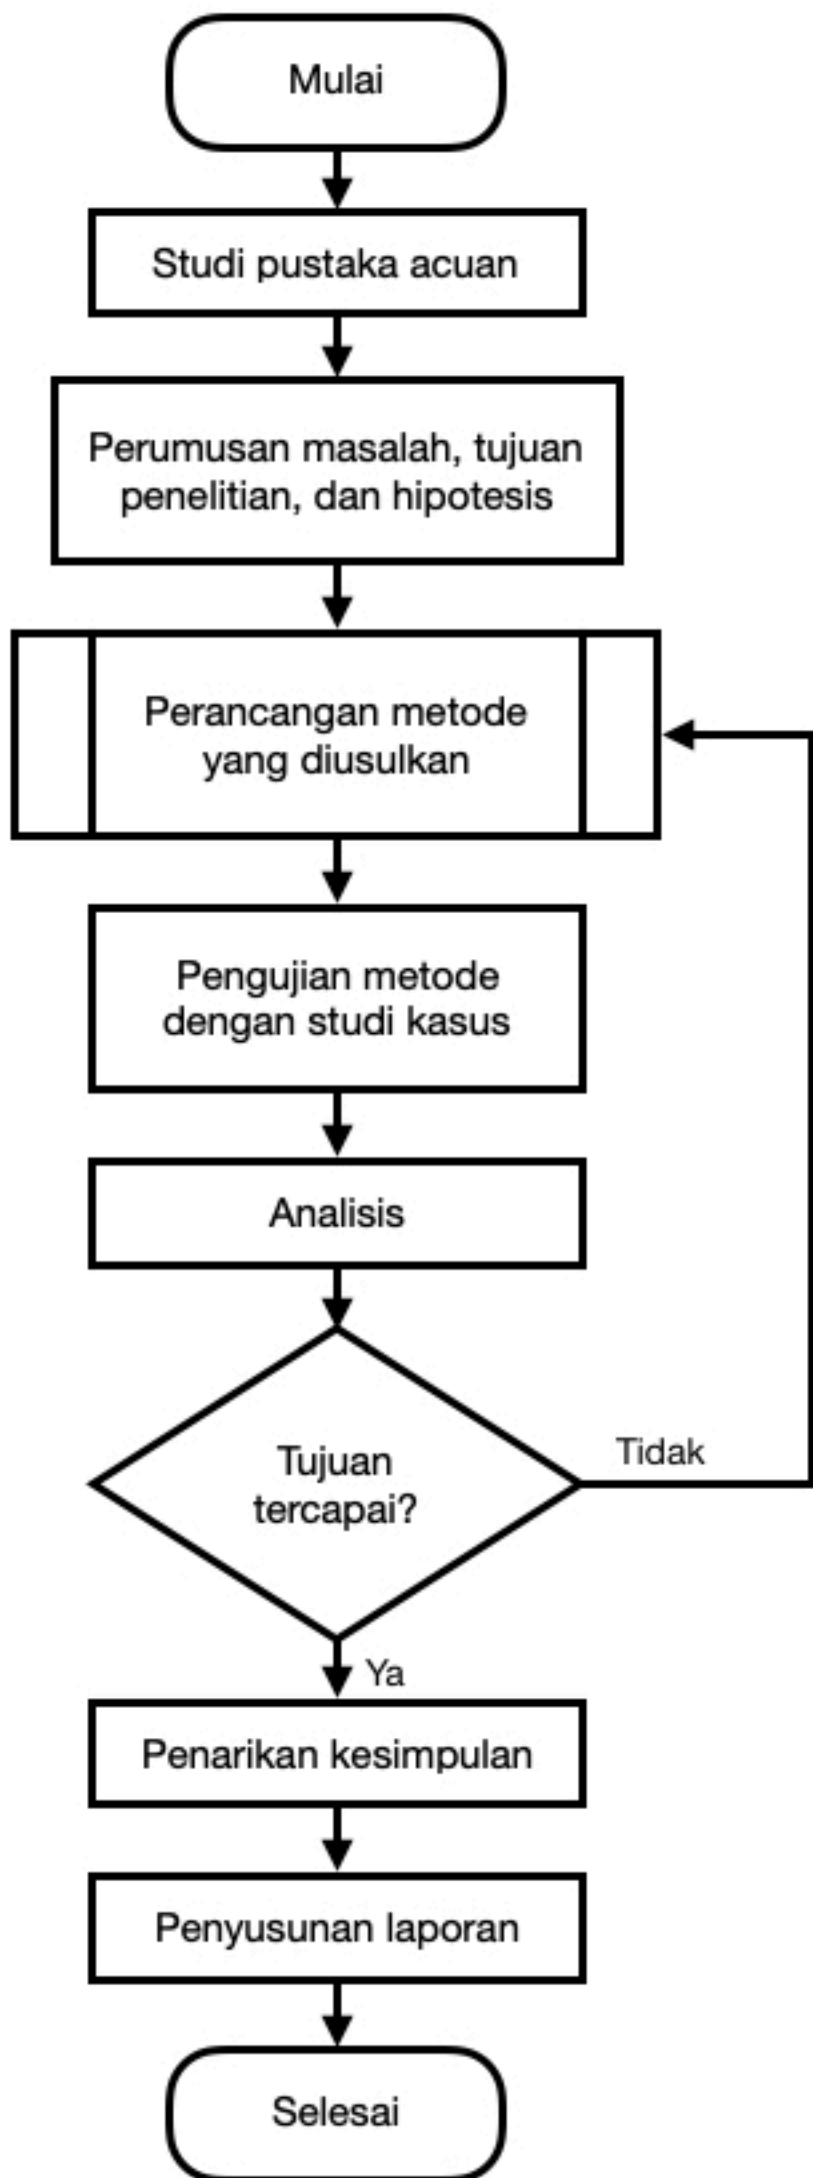 Mulai
Studi pustaka acuan
Perumusan masalah, tujuan
penelitian, dan hipotesis
Perancangan metode
yang diusulkan
Pengujian metode
dengan studi kasus
Analisis
Tujuan
tercapai?
Tidak
Ya
Penarikan kesimpulan
Penyusunan laporan
Selesai